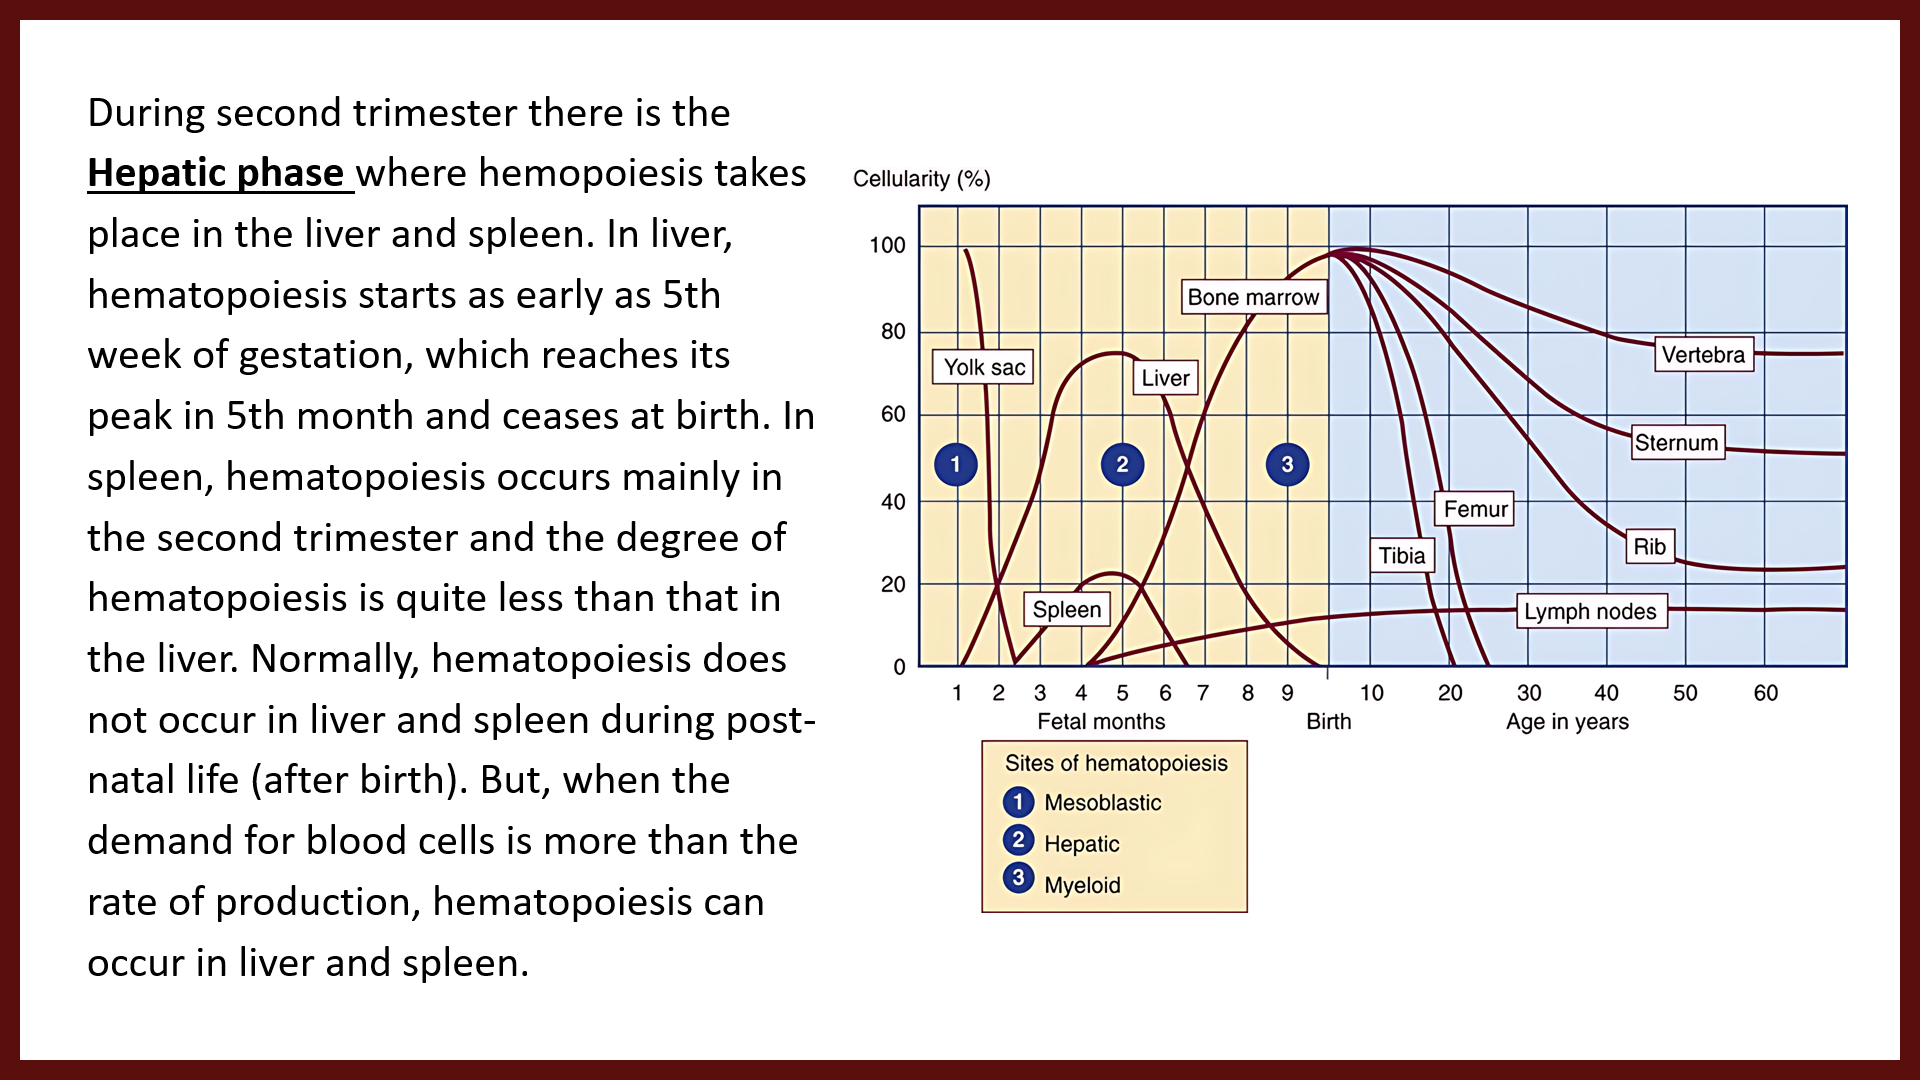 During second trimester there is the
Hepatic phase where hemopoiesis takes
place in the liver and spleen. In liver,
hematopoiesis starts as early as 5th
week of gestation, which reaches its
peak in 5th month and ceases at birth. In
spleen, hematopoiesis occurs mainly in
the second trimester and the degree of
hematopoiesis is quite less than that in
the liver. Normally, hematopoiesis does
not occur in liver and spleen during post-
natal life (after birth). But, when the
demand for blood cells is more than the
rate of production, hematopoiesis can
occur in liver and spleen.
Cellularity (%)
100
80
60
40
20
0
Yolk sac
Liver
Bone marrow
Spleen
Vertebra
Sternum
Femur
Tibia
Rib
Lymph nodes
1
2
3
1 2 3 4 5 6 7 8 9 10 20 30 40 50 60
Fetal months Birth Age in years
Sites of hematopoiesis
1 Mesoblastic
2 Hepatic
3 Myeloid